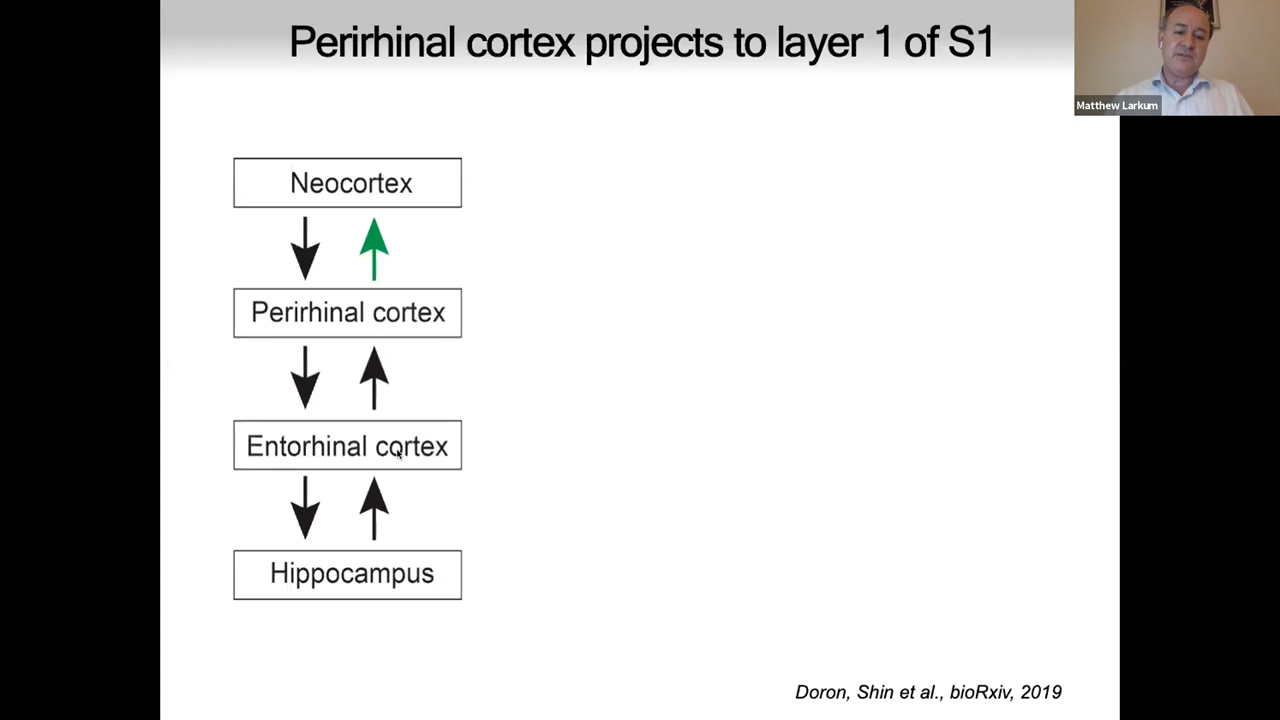 Perirhinal cortex projects to layer 1 of S1
Matthew Larkum
Neocortex
Perirhinal cortex
Entorhinal cortex
Hippocampus
Doron, Shin et al., bioRxiv, 2019